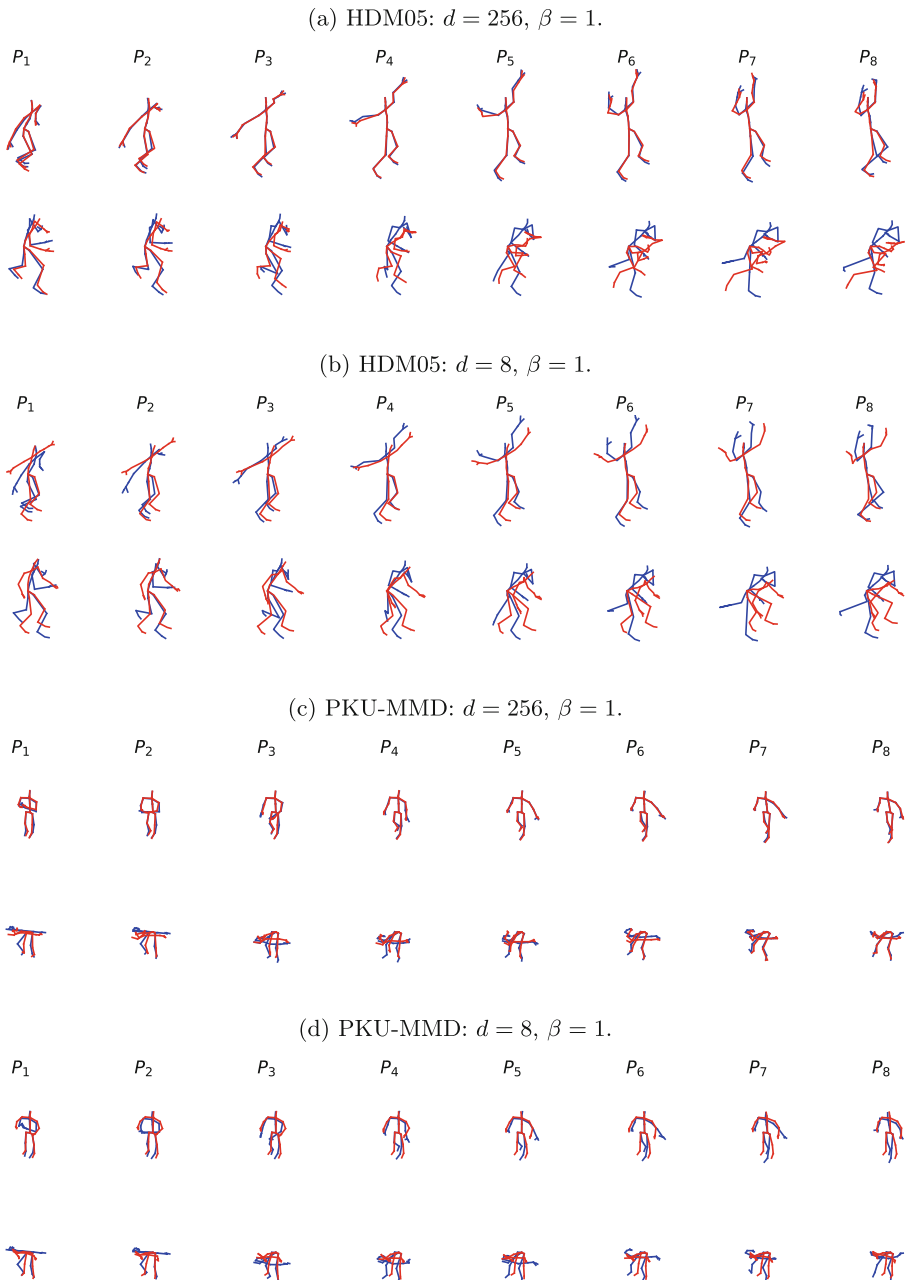 (a) HDM05: d = 256, β = 1.
P₁ P₂ P₃ P₄ P₅ P₆ P₇ P₈
(b) HDM05: d = 8, β = 1.
P₁ P₂ P₃ P₄ P₅ P₆ P₇ P₈
(c) PKU-MMD: d = 256, β = 1.
P₁ P₂ P₃ P₄ P₅ P₆ P₇ P₈
(d) PKU-MMD: d = 8, β = 1.
P₁ P₂ P₃ P₄ P₅ P₆ P₇ P₈